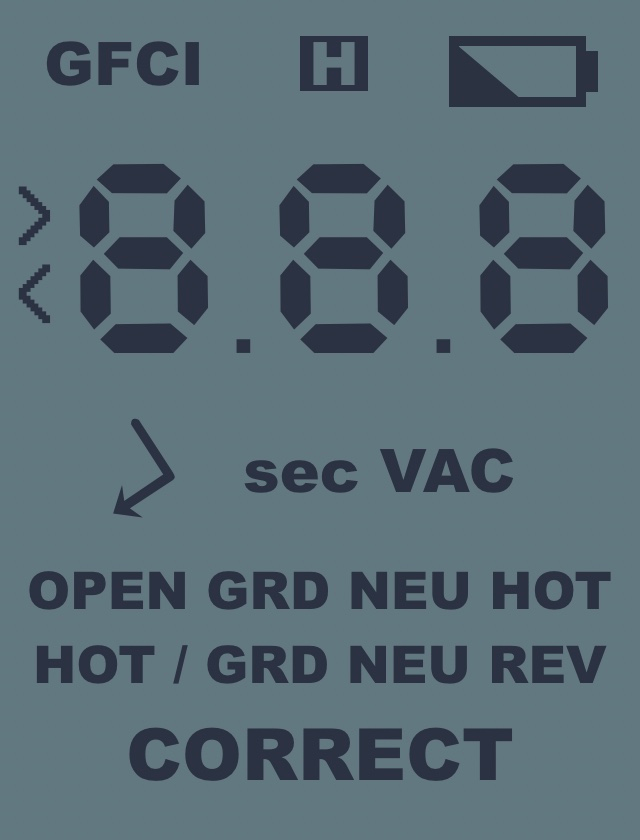 GFCI H
> 8.8.8
<
sec VAC
OPEN GRD NEU HOT
HOT / GRD NEU REV
CORRECT